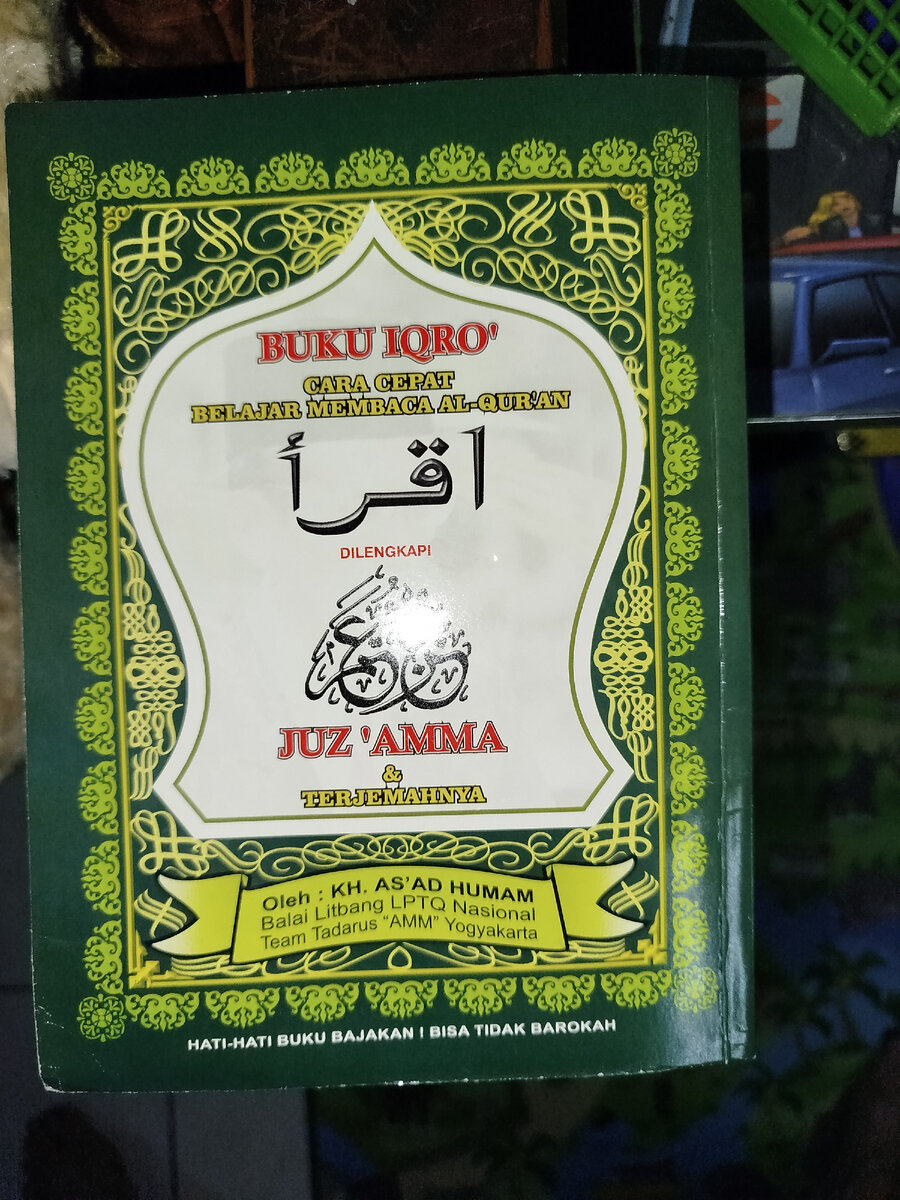 BUKU IQRO'
CARA CEPAT
BELAJAR MEMBACA AL-QUR'AN
اقرأ
DILENGKAPI
JUZ 'AMMA
&
TERJEMAHNYA
Oleh : KH. AS'AD HUMAM
Balai Litbang LPTQ Nasional
Team Tadarus "AMM" Yogyakarta
HATI-HATI BUKU BAJAKAN ! BISA TIDAK BAROKAH